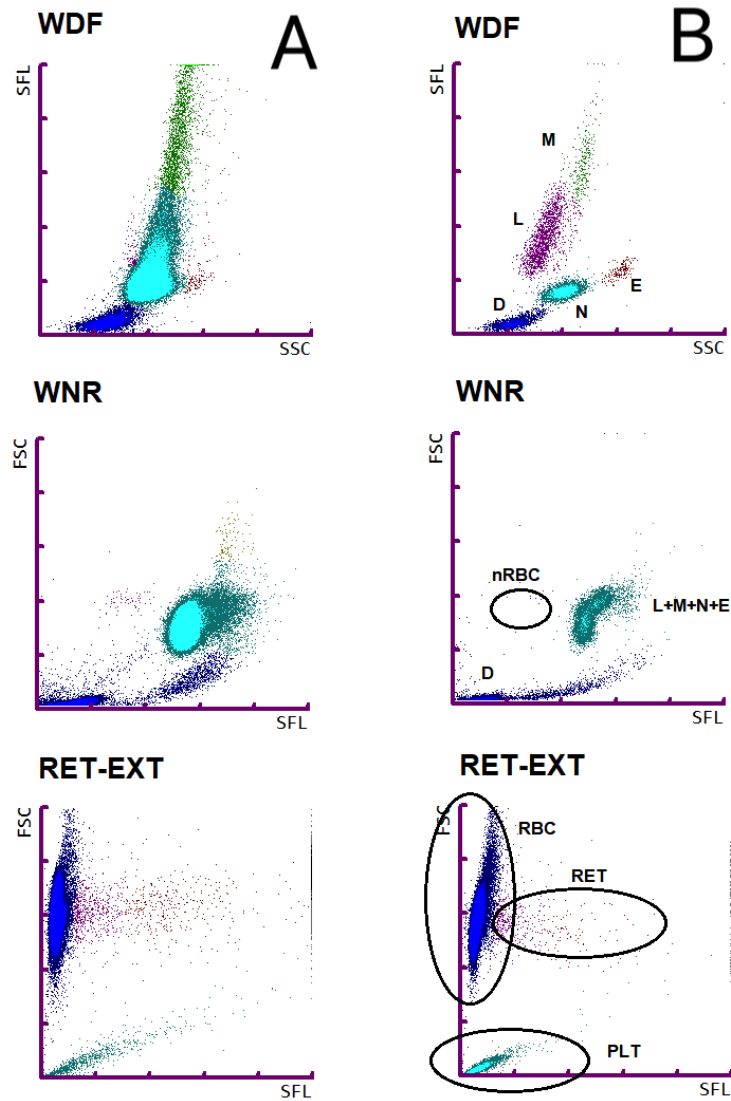 WDF
A
SFL
SSC
WDF
B
SFL
M
L
E
D
N
SSC
WNR
FSC
SFL
WNR
FSC
nRBC
L+M+N+E
D
SFL
RET-EXT
FSC
SFL
RET-EXT
FSC
RBC
RET
PLT
SFL